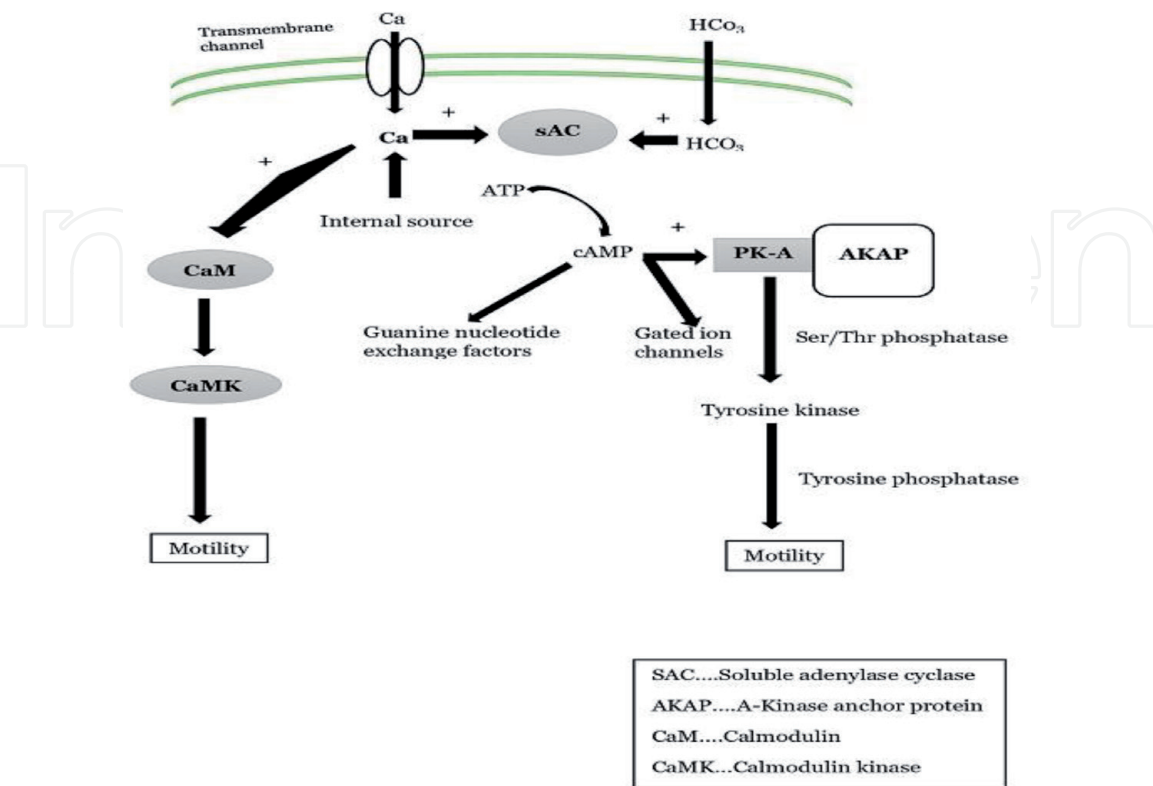 Ca
HCo₃
Transmembrane
channel
+
+
+
Ca
sAC
HCO₃
ATP
Internal source
+
cAMP
PK-A
AKAP
CaM
Guanine nucleotide
exchange factors
Gated ion
channels
Ser/Thr phosphatase
CaMK
Tyrosine kinase
Tyrosine phosphatase
Motility
Motility
SAC....Soluble adenylase cyclase
AKAP....A-Kinase anchor protein
CaM....Calmodulin
CaMK...Calmodulin kinase